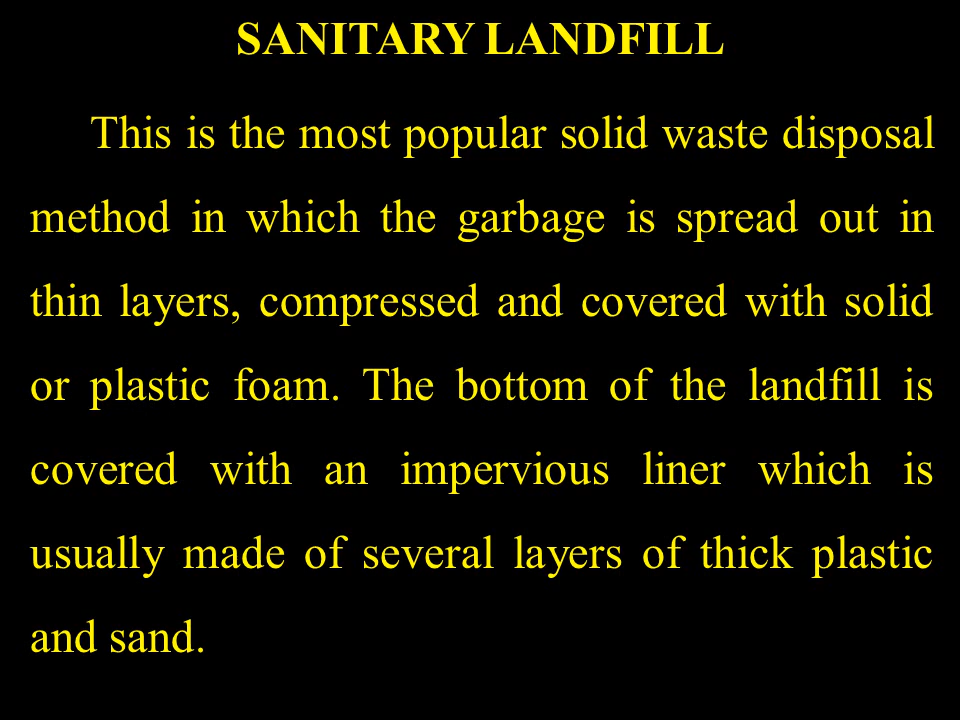 SANITARY LANDFILL
This is the most popular solid waste disposal
method in which the garbage is spread out in
thin layers, compressed and covered with solid
or plastic foam. The bottom of the landfill is
covered with an impervious liner which is
usually made of several layers of thick plastic
and sand.